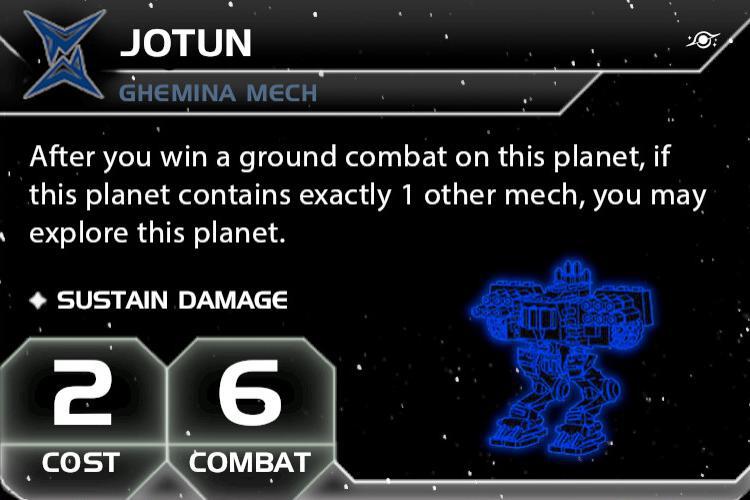 JOTUN
GHEMINA MECH
After you win a ground combat on this planet, if
this planet contains exactly 1 other mech, you may
explore this planet.
SUSTAIN DAMAGE
2 6
COST COMBAT